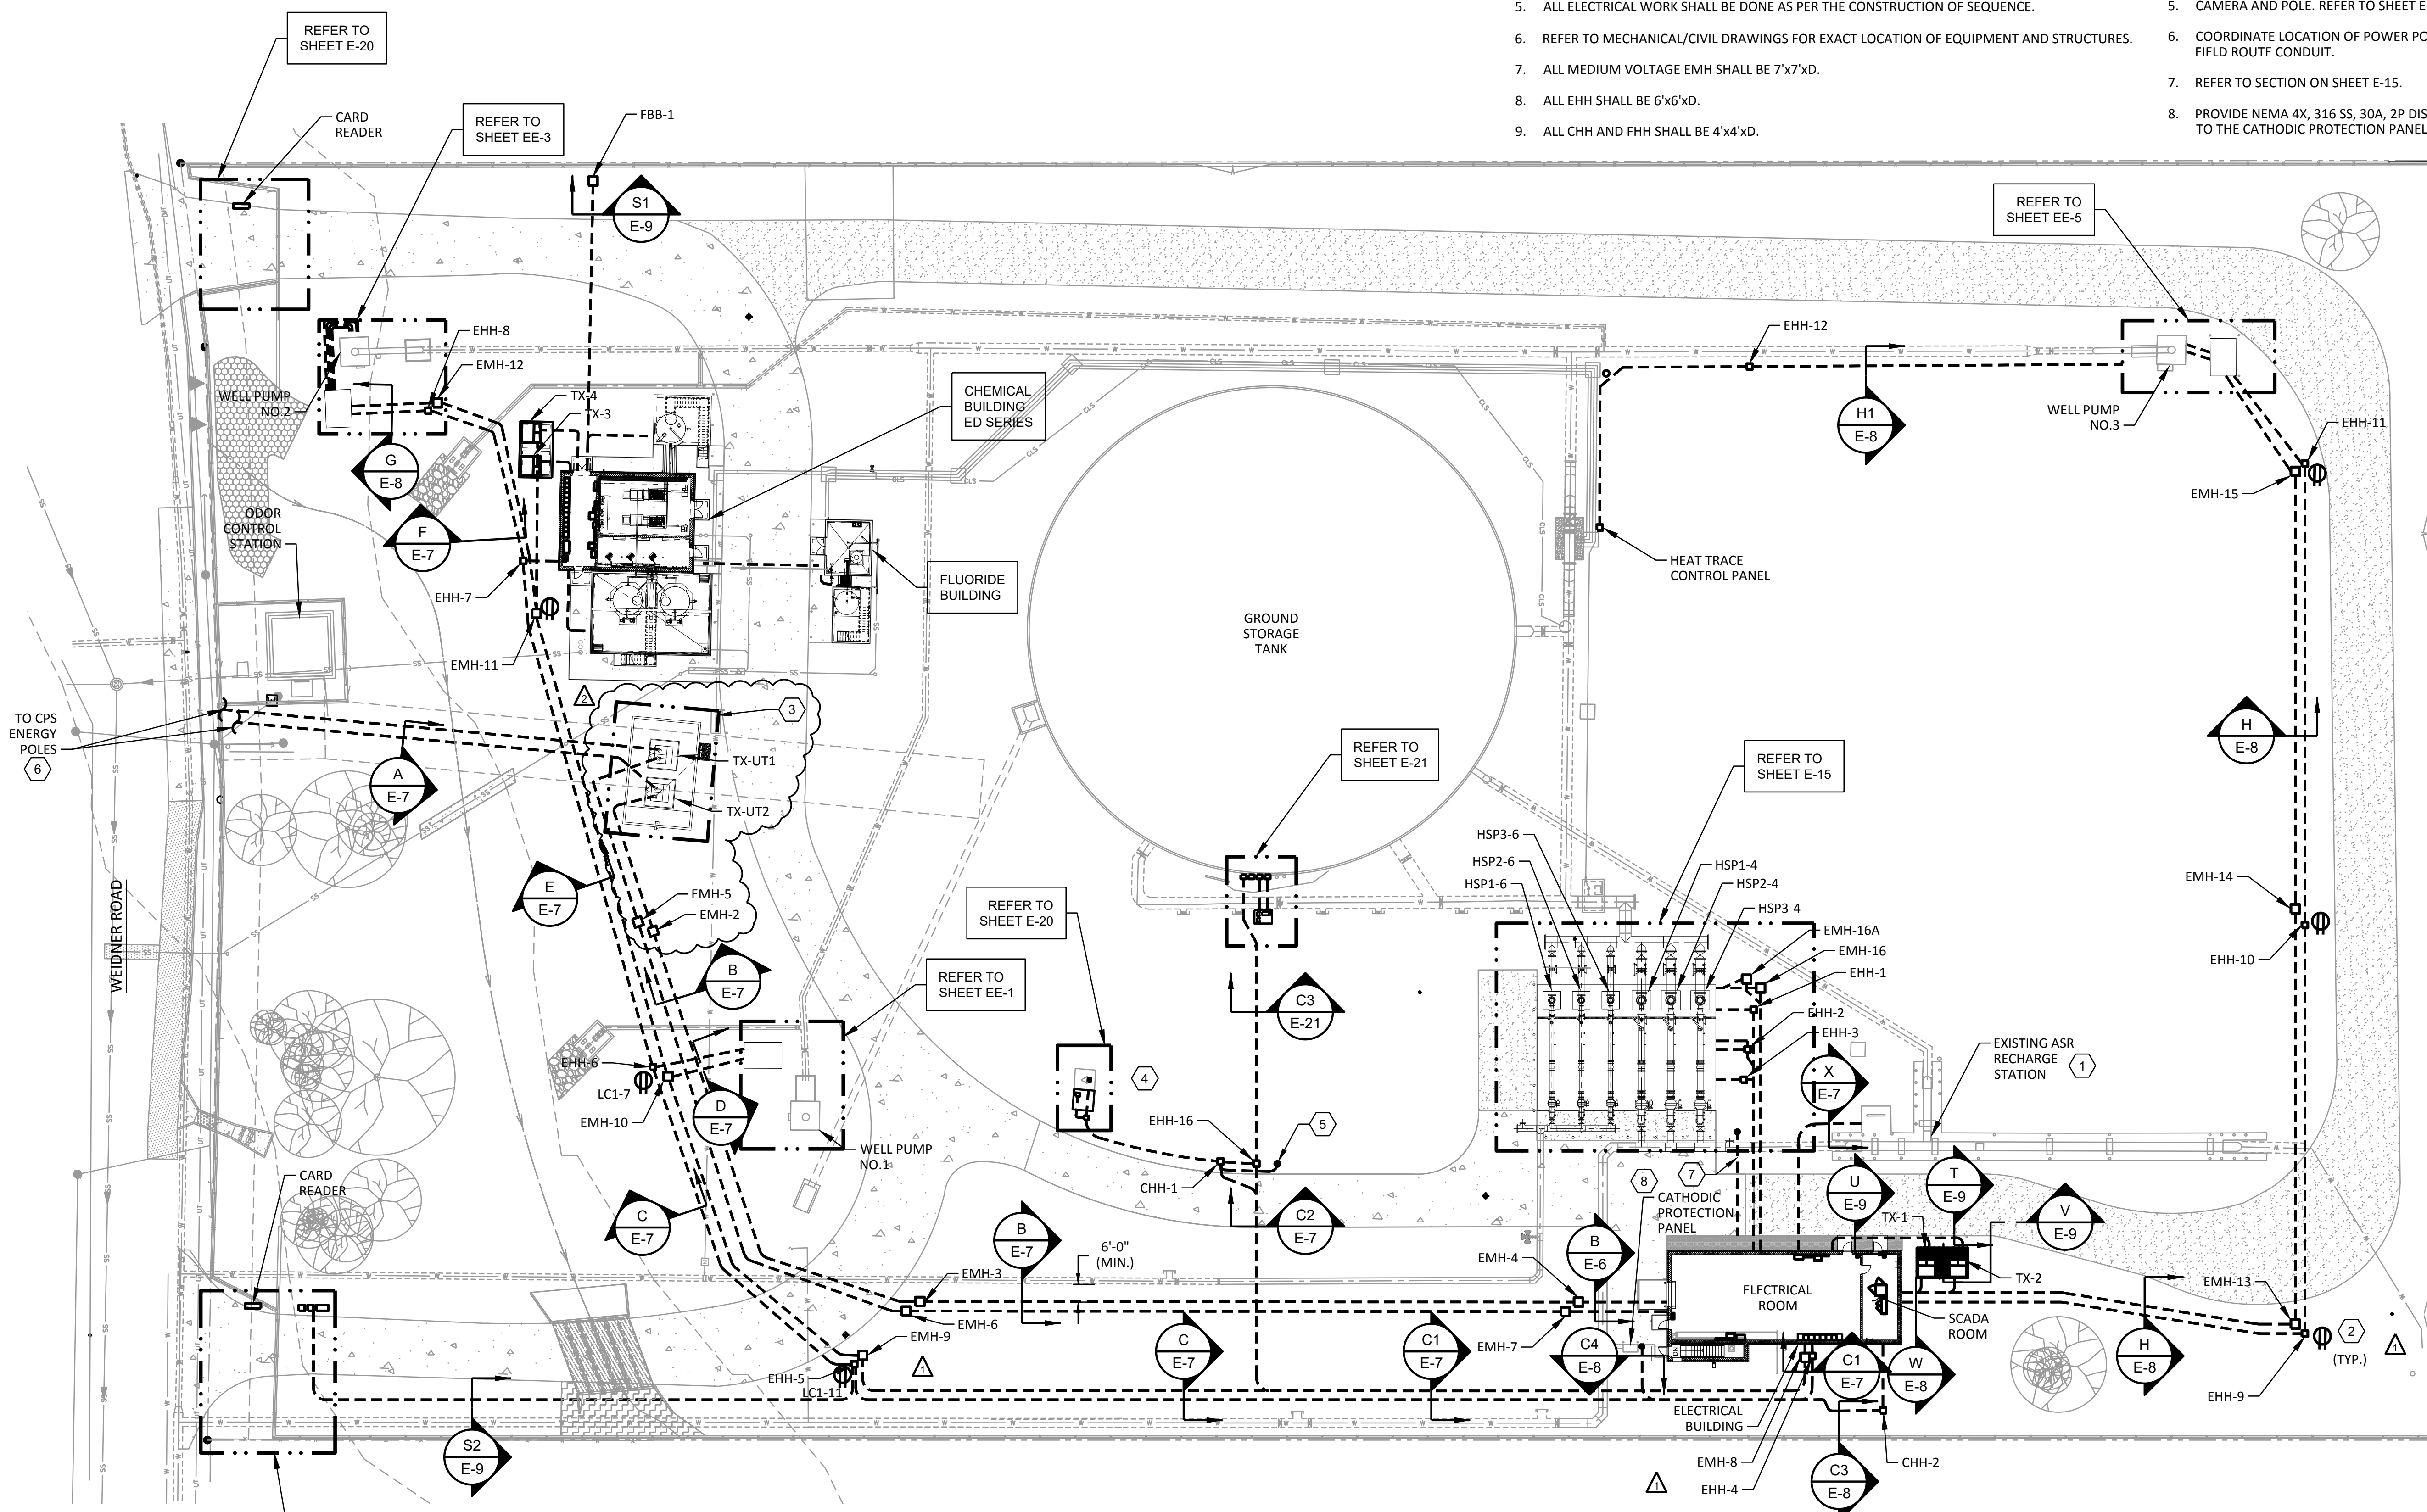 5. ALL ELECTRICAL WORK SHALL BE DONE AS PER THE CONSTRUCTION OF SEQUENCE.
6. REFER TO MECHANICAL/CIVIL DRAWINGS FOR EXACT LOCATION OF EQUIPMENT AND STRUCTURES.
7. ALL MEDIUM VOLTAGE EMH SHALL BE 7'x7'xD.
8. ALL EHH SHALL BE 6'x6'xD.
9. ALL CHH AND FHH SHALL BE 4'x4'xD.
5. CAMERA AND POLE. REFER TO SHEET E-
6. COORDINATE LOCATION OF POWER PO
FIELD ROUTE CONDUIT.
7. REFER TO SECTION ON SHEET E-15.
8. PROVIDE NEMA 4X, 316 SS, 30A, 2P DIS
TO THE CATHODIC PROTECTION PANEL
REFER TO
SHEET E-20
CARD
READER
REFER TO
SHEET EE-3
FBB-1
S1
E-9
REFER TO
SHEET EE-5
EHH-8
EMH-12
WELL PUMP
NO.2
TX-4
TX-3
CHEMICAL
BUILDING
ED SERIES
EHH-12
H1
E-8
WELL PUMP
NO.3
EHH-11
EMH-15
G
E-8
F
E-7
ODOR
CONTROL
STATION
EHH-7
EMH-11
FLUORIDE
BUILDING
HEAT TRACE
CONTROL PANEL
GROUND
STORAGE
TANK
2
3
TO CPS
ENERGY
POLES
6
A
E-7
TX-UT1
TX-UT2
H
E-8
REFER TO
SHEET E-21
REFER TO
SHEET E-15
HSP3-6
HSP2-6
HSP1-6
HSP1-4
HSP2-4
HSP3-4
WEIDNER ROAD
E
E-7
EMH-5
EMH-2
B
E-7
REFER TO
SHEET E-20
REFER TO
SHEET EE-1
EMH-14
EHH-10
EMH-16A
EMH-16
EHH-1
EHH-2
EHH-3
C3
E-21
EXISTING ASR
RECHARGE
STATION
1
X
E-7
EHH-6
LC1-7
EMH-10
D
E-7
WELL PUMP
NO.1
4
EHH-16
5
CHH-1
C2
E-7
7
8
CATHODIC
PROTECTION
PANEL
U
E-9
T
E-9
V
E-9
TX-1
TX-2
CARD
READER
C
E-7
B
E-7
6'-0"
(MIN.)
EMH-3
EMH-6
EMH-9
1
EHH-5
LC1-11
EMH-4
B
E-6
EMH-7
ELECTRICAL
ROOM
DN
SCADA
ROOM
EMH-13
H
E-8
2
(TYP.)
1
EHH-9
C
E-7
C1
E-7
C4
E-8
C1
E-7
W
E-8
ELECTRICAL
BUILDING
EMH-8
EHH-4
1
C3
E-8
CHH-2
S2
E-9